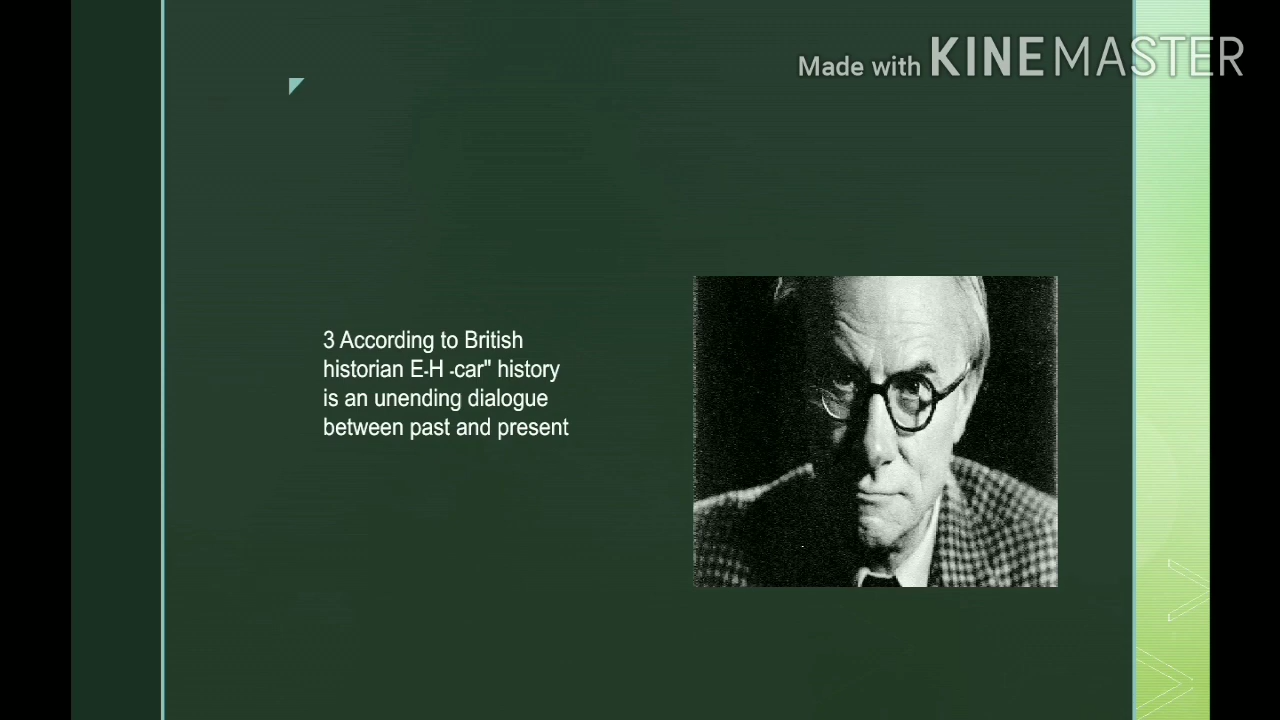 Made with KINEMASTER
3 According to British
historian E-H -car" history
is an unending dialogue
between past and present